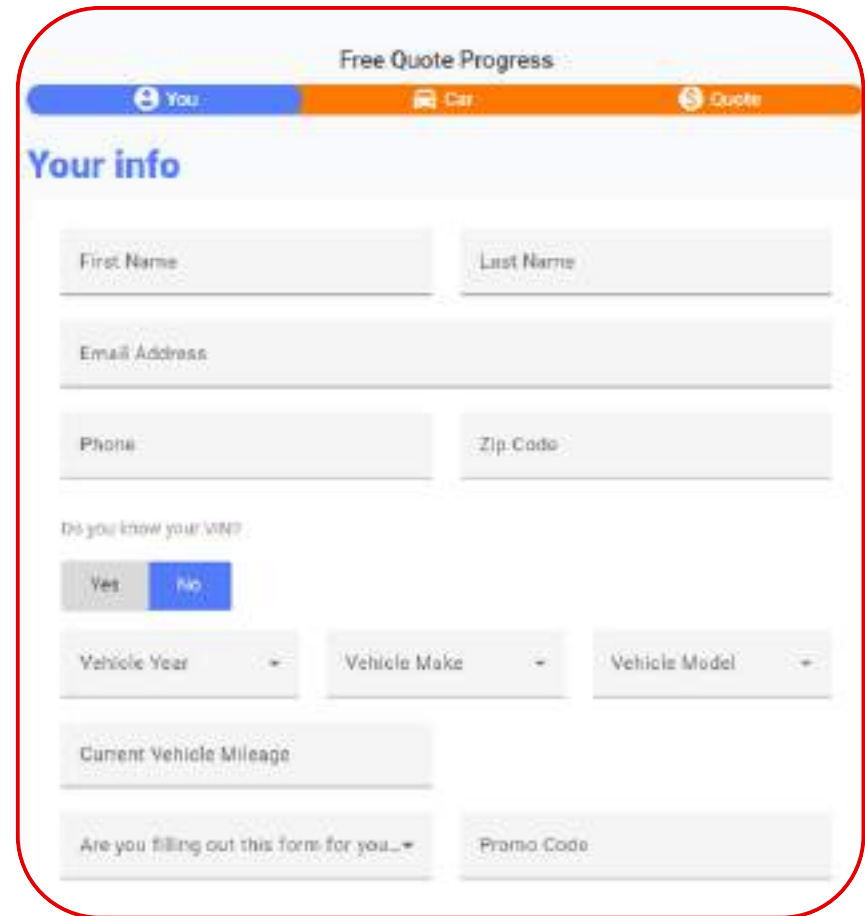 Free Quote Progress
You Car Quote
Your info
First Name Last Name
Email Address
Phone Zip Code
Do you know your VIN?
Yes No
Vehicle Year Vehicle Make Vehicle Model
Current Vehicle Mileage
Are you filling out this form for you... Promo Code